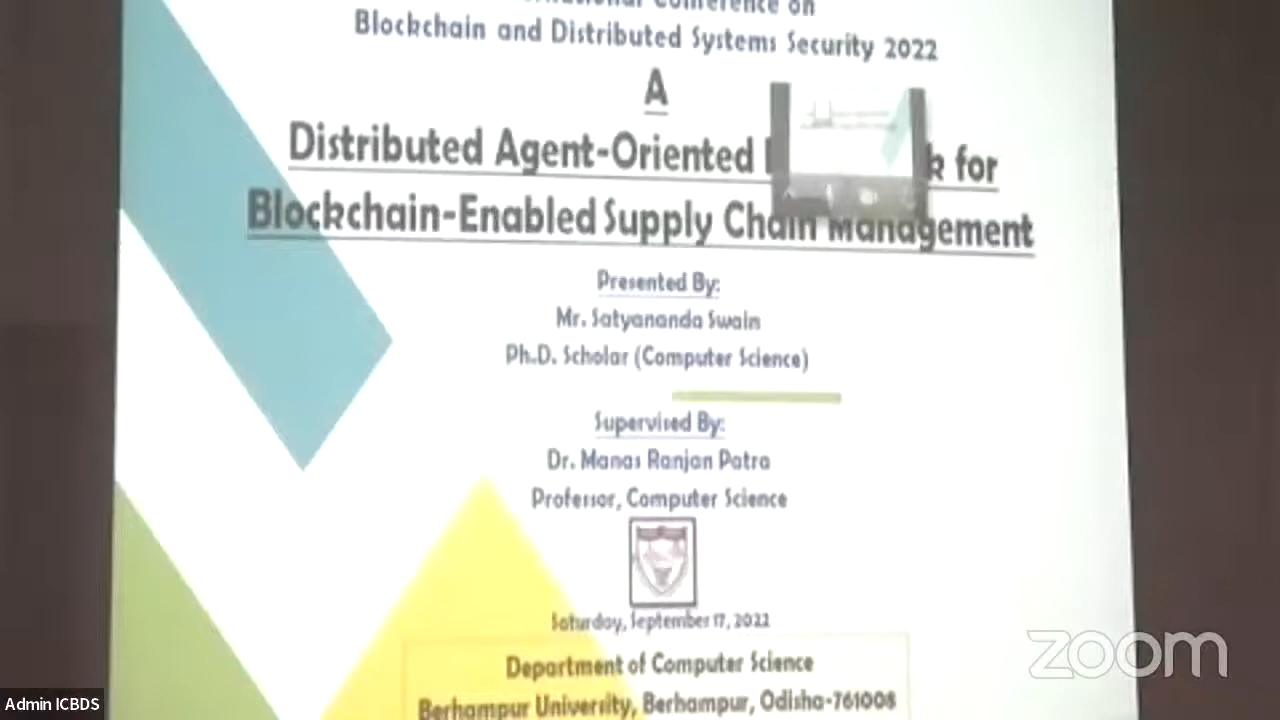 Conference on
Blockchain and Distributed Systems Security 2022
A
Distributed Agent-Oriented for
Blockchain-Enabled Supply Chain Management
Presented By:
Mr. Satyananda Swain
Ph.D. Scholar (Computer Science)
Supervised By:
Dr. Manas Ranjan Patra
Professor, Computer Science
Saturday, September 17, 2022
Department of Computer Science
Berhampur University, Berhampur, Odisha-761008
zoom
Admin ICBDS